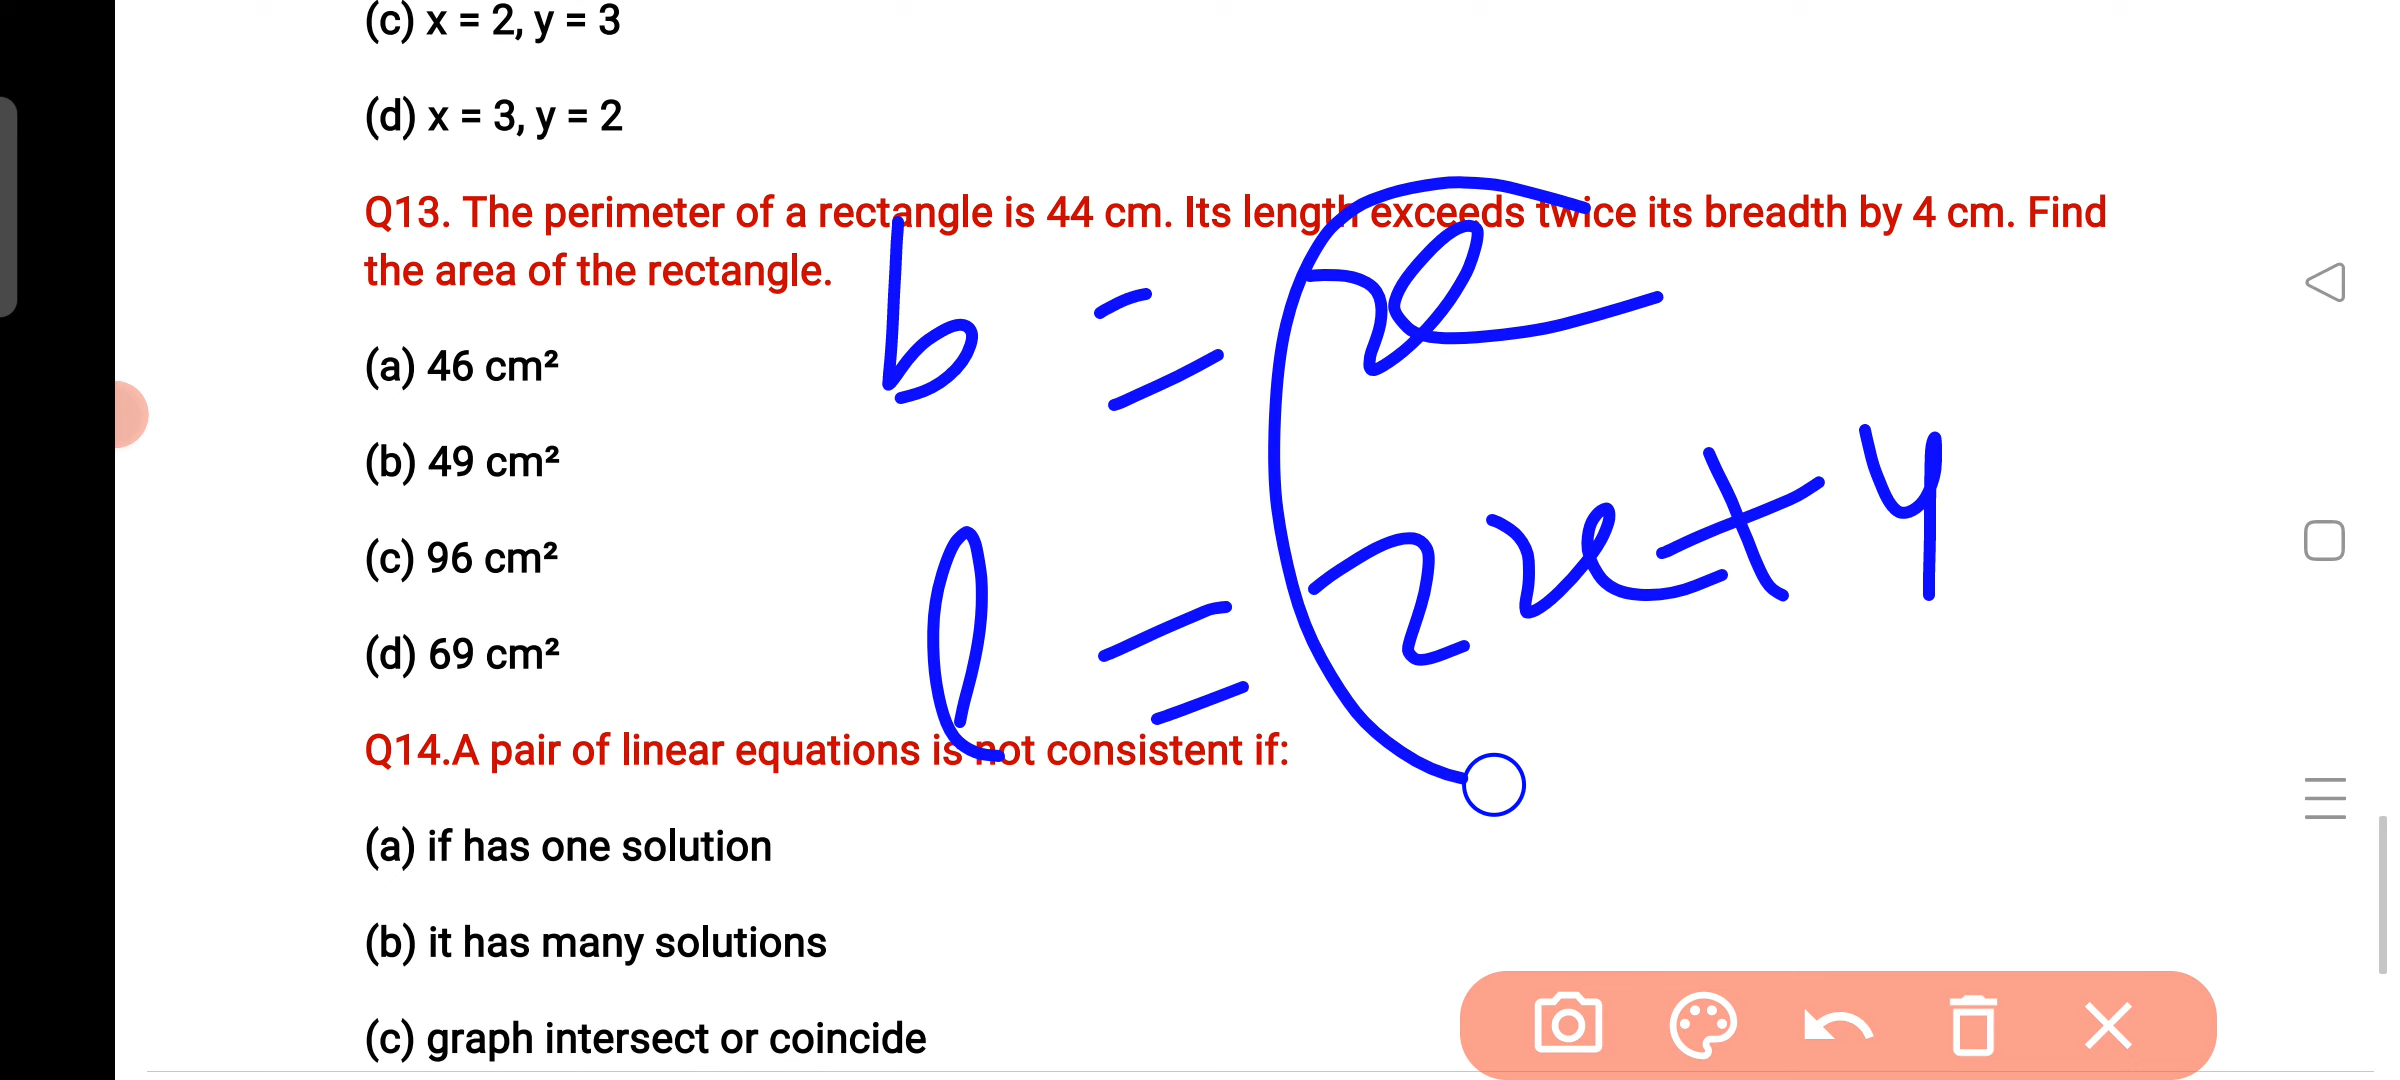 (c) x = 2, y = 3
(d) x = 3, y = 2
Q13. The perimeter of a rectangle is 44 cm. Its length exceeds twice its breadth by 4 cm. Find
the area of the rectangle.
b = x
(a) 46 cm²
(b) 49 cm²
l = 2x + 4
(c) 96 cm²
(d) 69 cm²
Q14.A pair of linear equations is not consistent if:
(a) if has one solution
(b) it has many solutions
(c) graph intersect or coincide